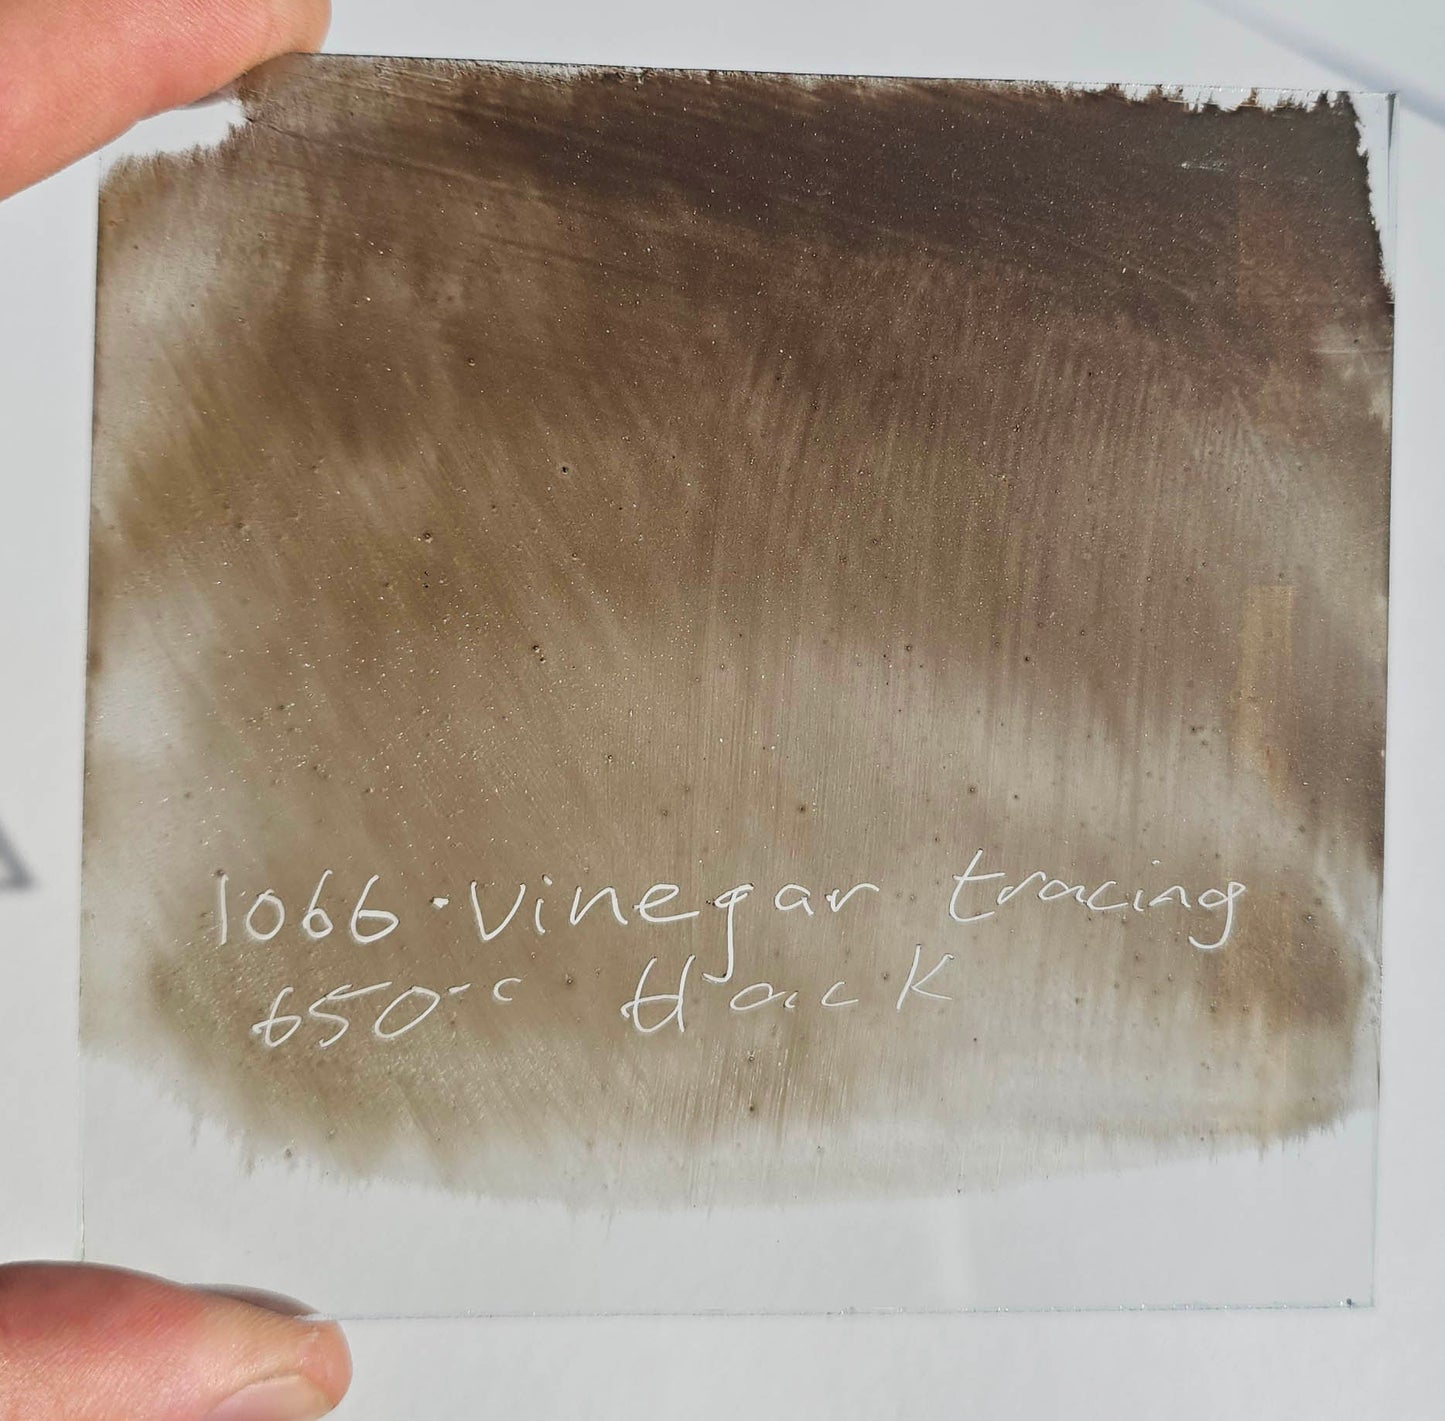 1066 · vinegar tracing
650°C black